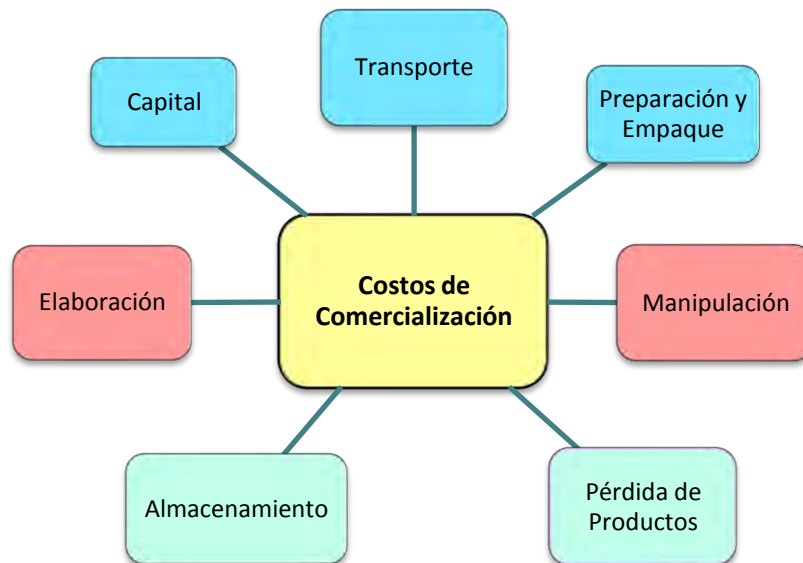 Transporte
Capital
Preparación y
Empaque
Elaboración
Costos de
Comercialización
Manipulación
Almacenamiento
Pérdida de
Productos